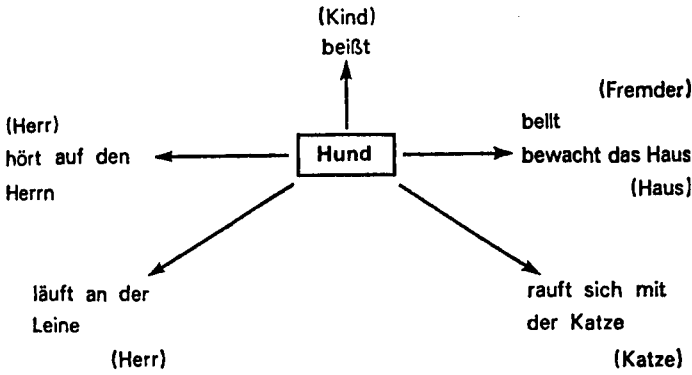 (Kind)
beißt
(Fremder)
bellt
bewacht das Haus
(Haus)
(Herr)
hört auf den
Herrn
Hund
läuft an der
Leine
(Herr)
rauft sich mit
der Katze
(Katze)